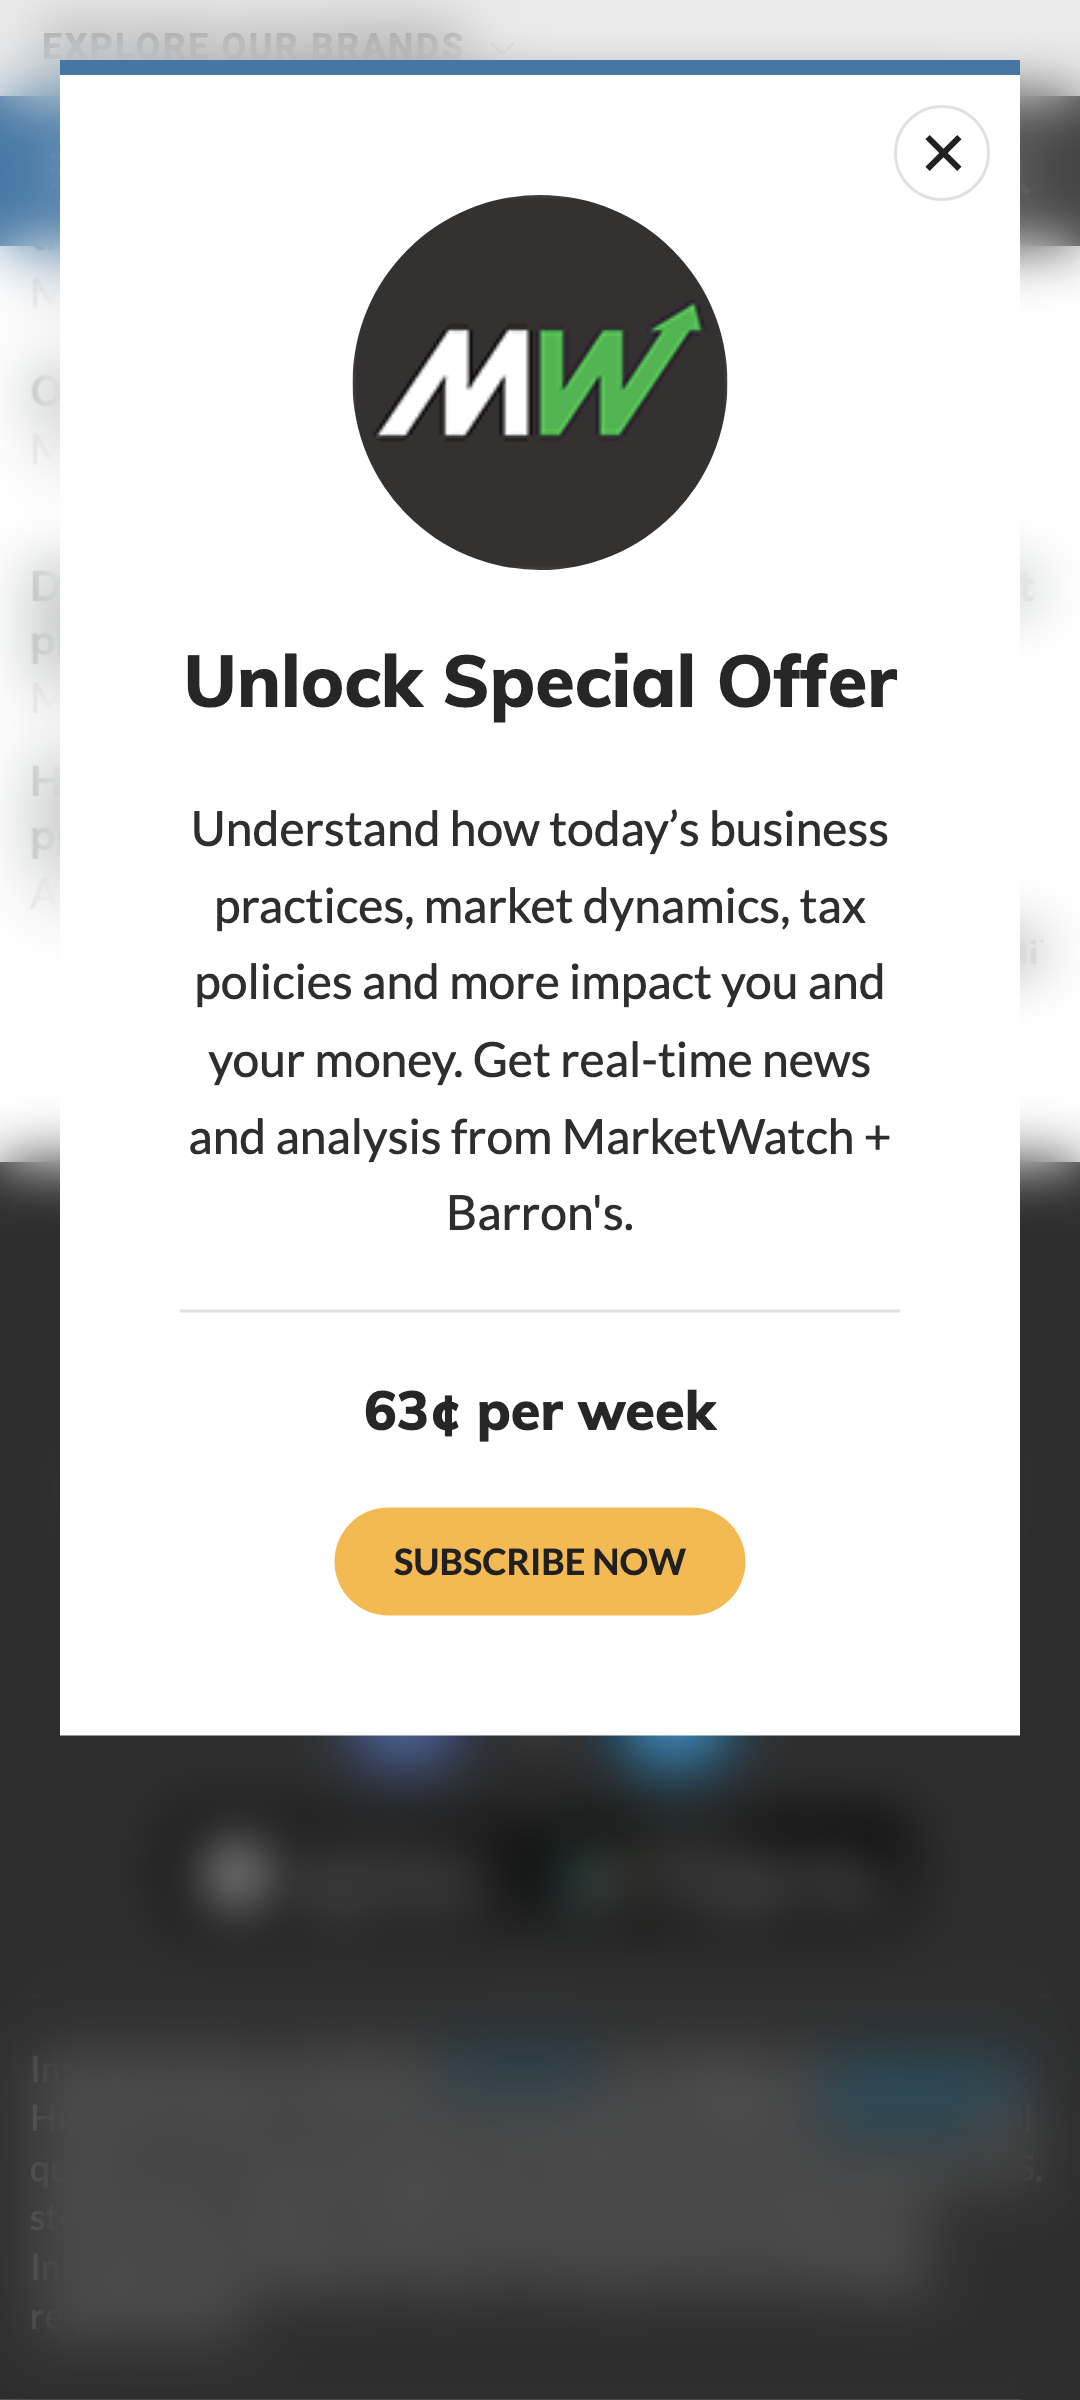 EXPLORE OUR BRANDS
MW
Unlock Special Offer
Understand how today’s business
practices, market dynamics, tax
policies and more impact you and
your money. Get real-time news
and analysis from MarketWatch +
Barron's.
63¢ per week
SUBSCRIBE NOW